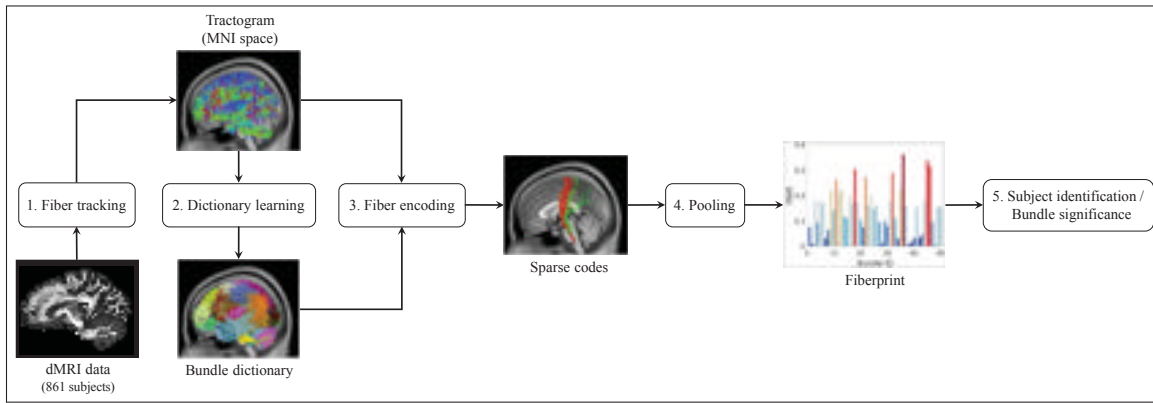 Tractogram
(MNI space)
1. Fiber tracking
2. Dictionary learning
3. Fiber encoding
4. Pooling
5. Subject identification /
Bundle significance
Sparse codes
Fiberprint
dMRI data
(861 subjects)
Bundle dictionary